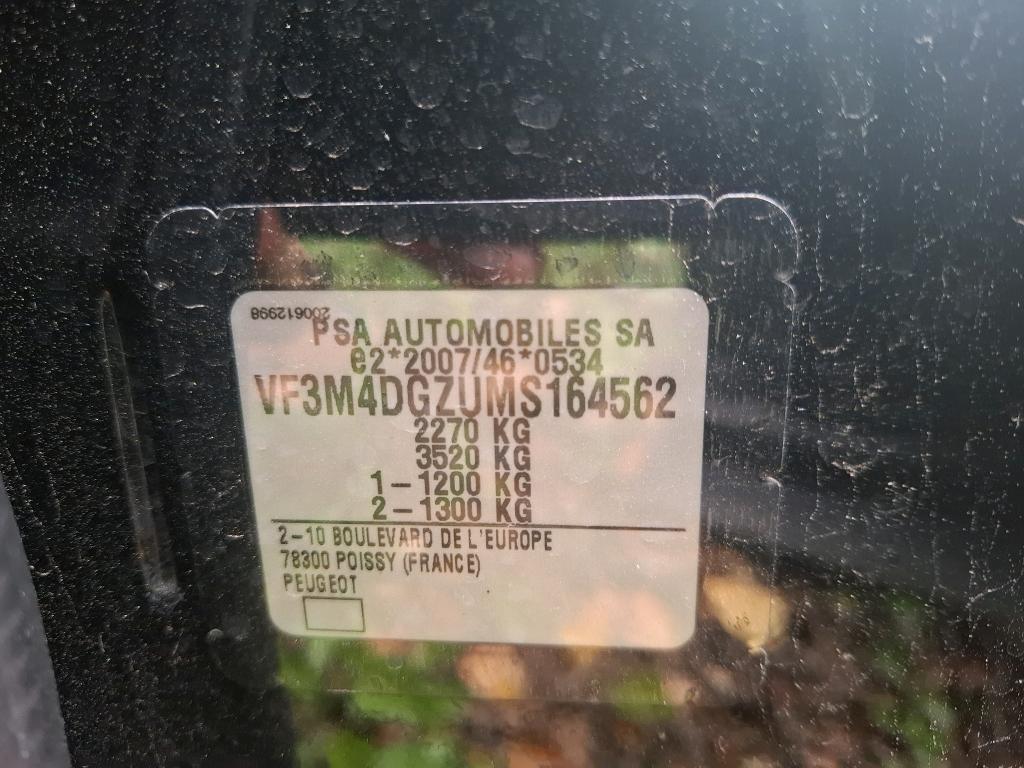 200612998
PSA AUTOMOBILES SA
e2*2007/46*0534
VF3M4DGZUMS164562
2270 KG
3520 KG
1-1200 KG
2-1300 KG
2-10 BOULEVARD DE L'EUROPE
78300 POISSY (FRANCE)
PEUGEOT